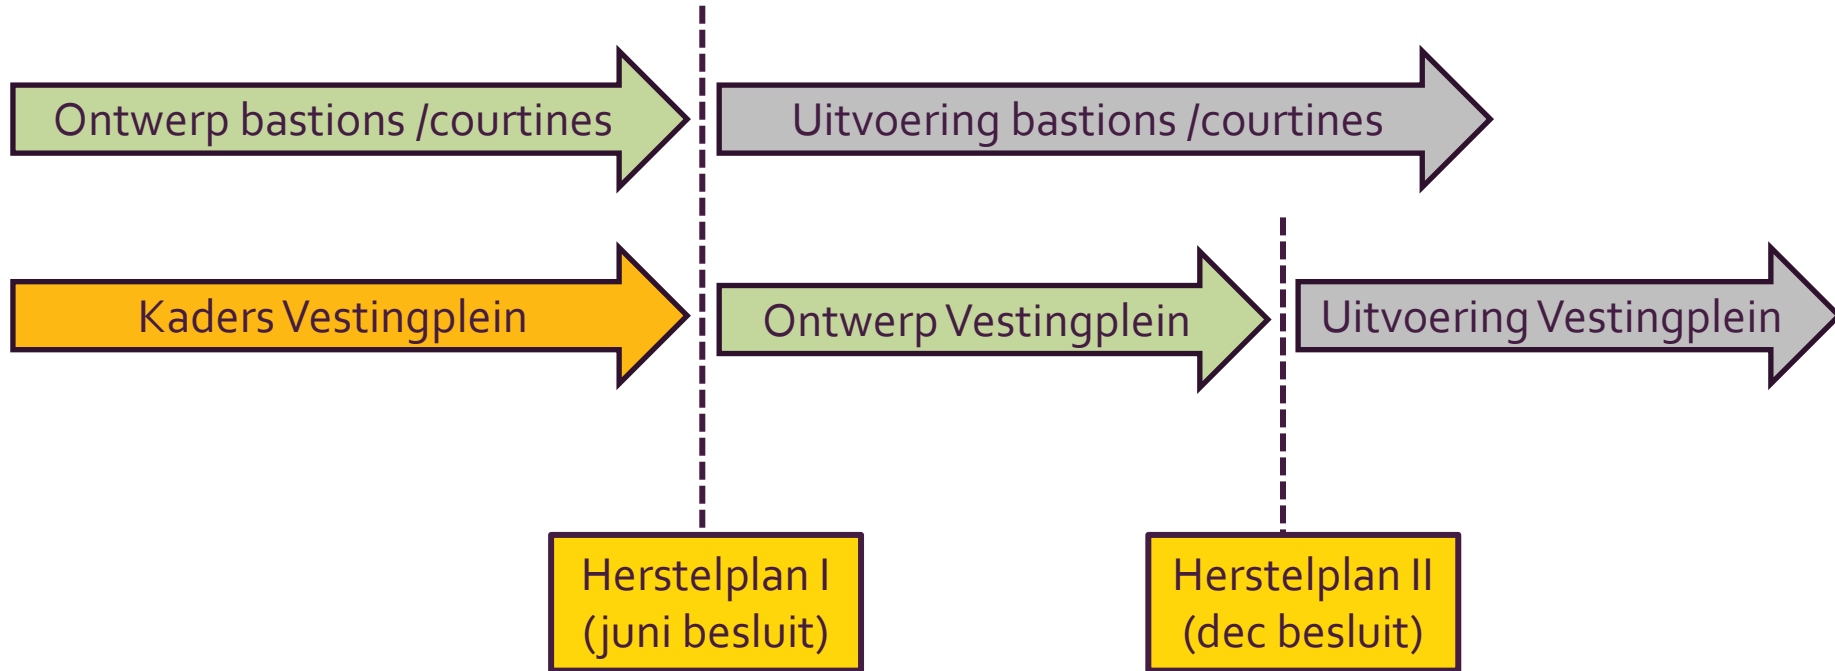 Ontwerp bastions /courtines
Uitvoering bastions /courtines
Kaders Vestingplein
Ontwerp Vestingplein
Uitvoering Vestingplein
Herstelplan I
(juni besluit)
Herstelplan II
(dec besluit)